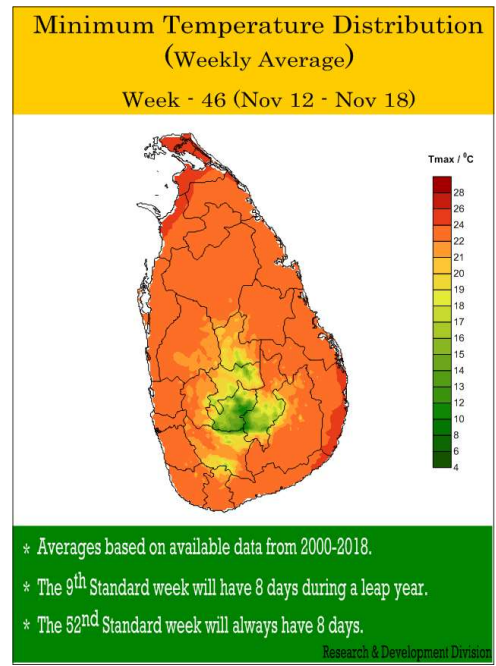 Minimum Temperature Distribution
(Weekly Average)
Week - 46 (Nov 12 - Nov 18)
Tmax / ⁰C
28
26
24
22
21
20
19
18
17
16
15
14
13
12
10
8
6
4
* Averages based on available data from 2000-2018.
* The 9th Standard week will have 8 days during a leap year.
* The 52nd Standard week will always have 8 days.
Research & Development Division